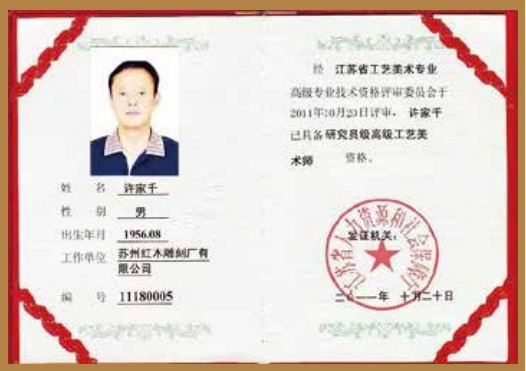 姓 名 许家千
性 别 男
出生年月 1956.08
工作单位 苏州红木雕刻厂有
限公司
编 号 11180005
经 江苏省工艺美术专业
高级专业技术资格评审委员会于
2011年10月23日评审， 许家千
已具备研究员级高级工艺美
术师 资格。
江苏省人力资源和社会保障厅
发证机关：
二〇一一年 十月二十日